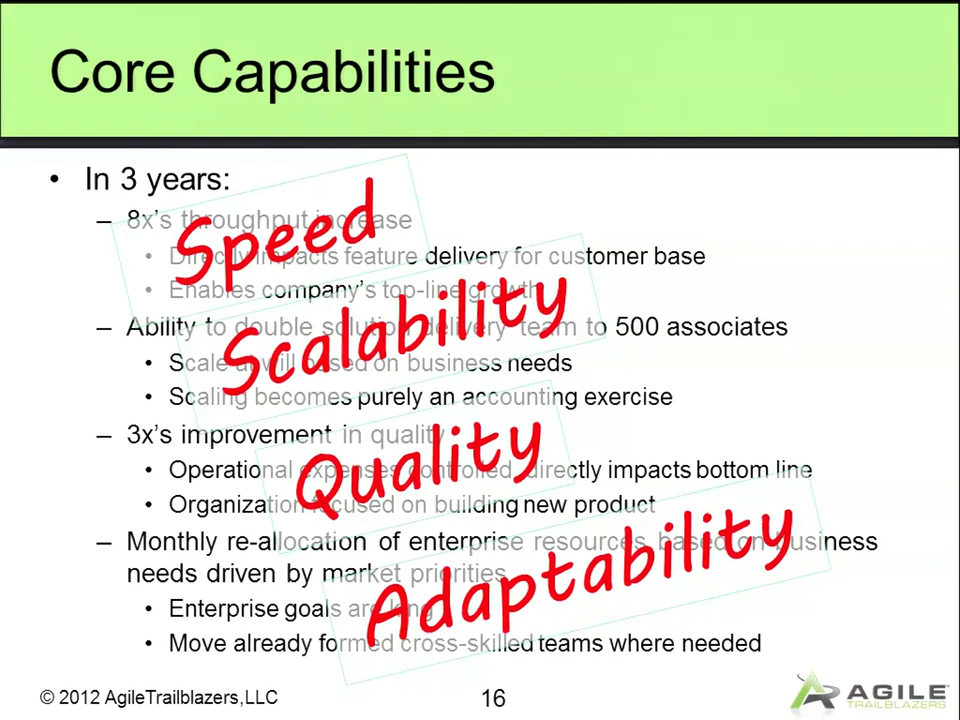 Core Capabilities
• In 3 years:
– 8x's throughput increase
• Directly impacts feature delivery for customer base
• Enables company's top-line growth
– Ability to double solution delivery team to 500 associates
• Scale at will based on business needs
• Scaling becomes purely an accounting exercise
– 3x's improvement in quality
• Operational expenses controlled, directly impacts bottom line
• Organization focused on building new product
– Monthly re-allocation of enterprise resources based on business
needs driven by market priorities
• Enterprise goals are king
• Move already formed cross-skilled teams where needed
Speed
Scalability
Quality
Adaptability
© 2012 AgileTrailblazers, LLC
16
AGILE
TRAILBLAZERS